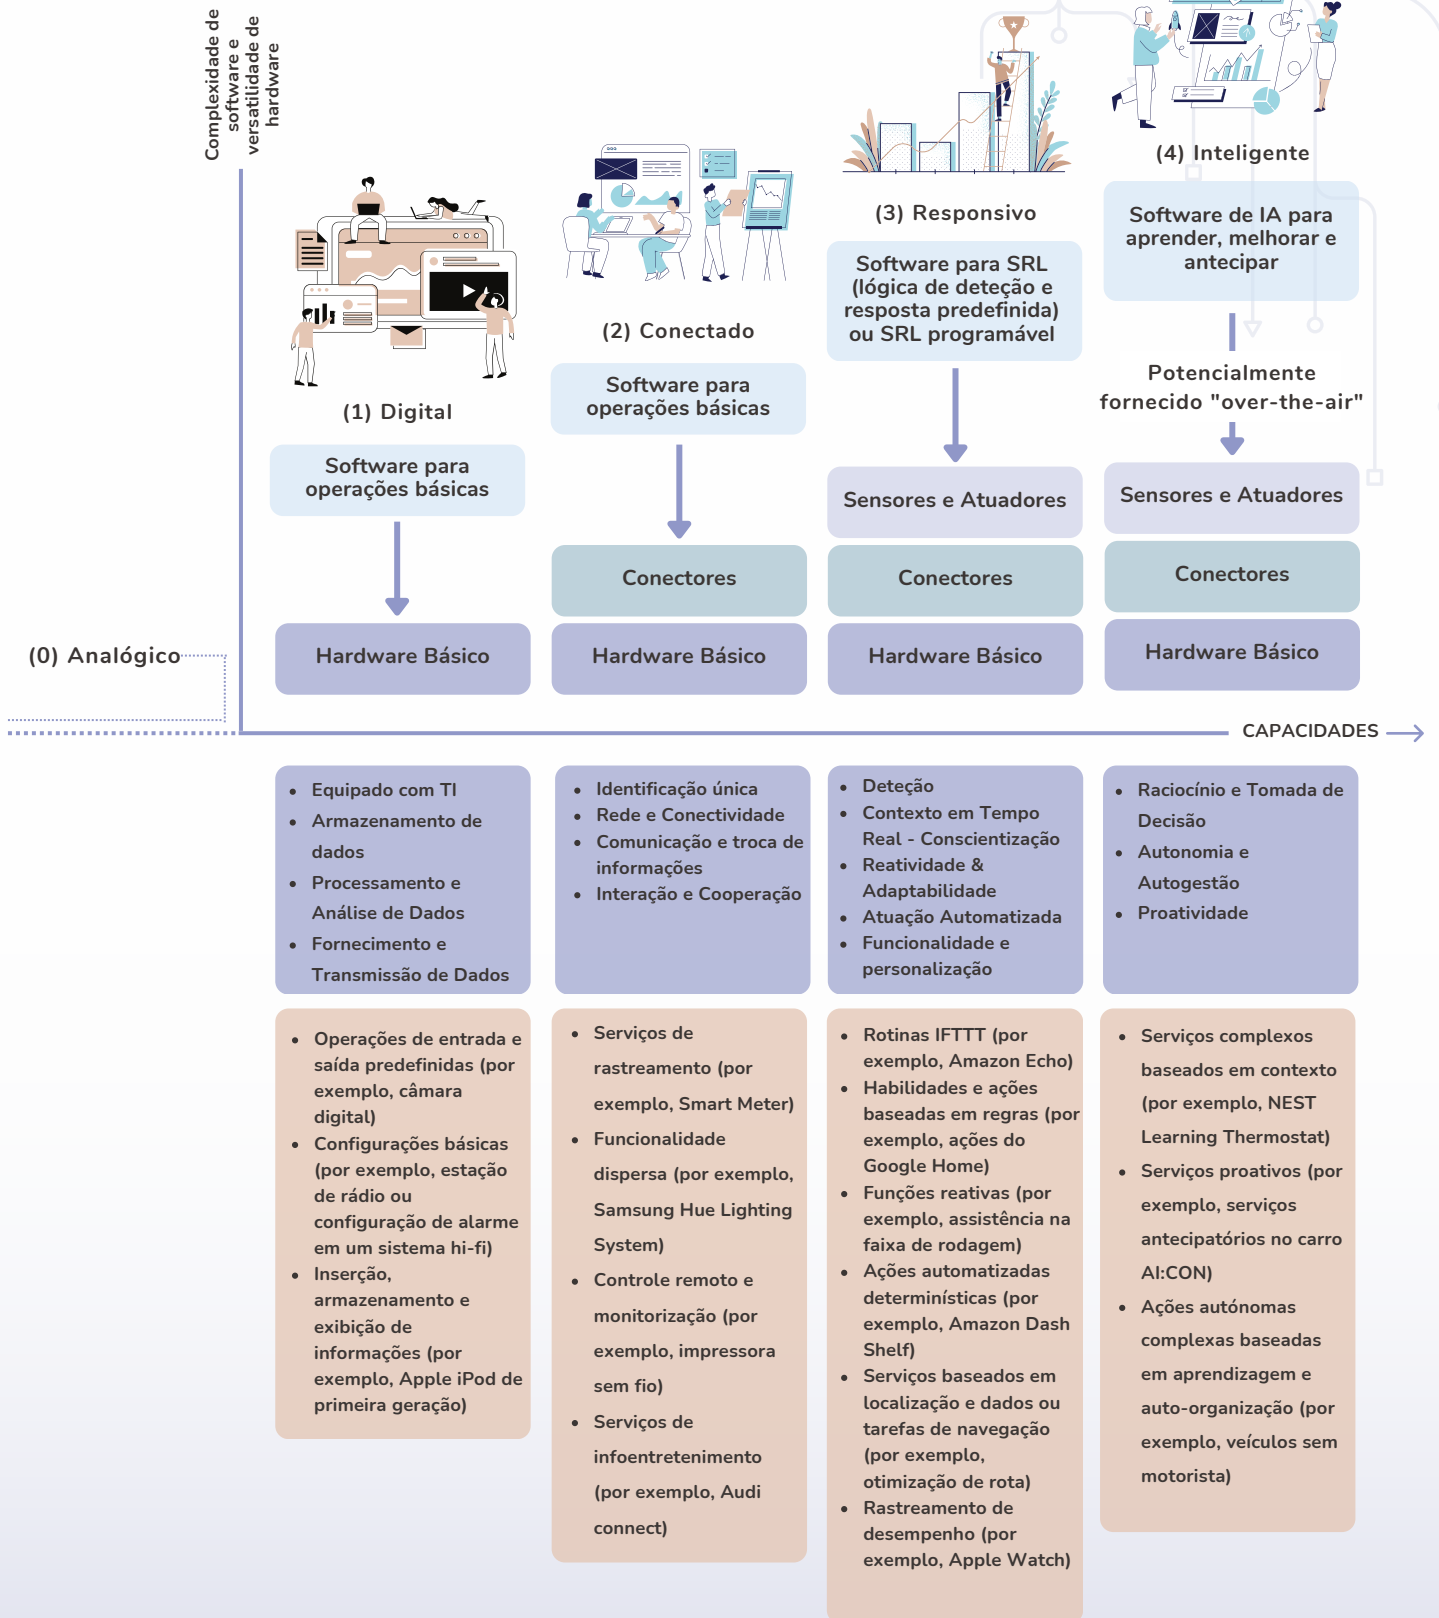 Complexidade de
software e
versatilidade de
hardware
(0) Analógico
(1) Digital
Software para
operações básicas
Hardware Básico
(2) Conectado
Software para
operações básicas
Conectores
Hardware Básico
(3) Responsivo
Software para SRL
(lógica de deteção e
resposta predefinida)
ou SRL programável
Sensores e Atuadores
Conectores
Hardware Básico
(4) Inteligente
Software de IA para
aprender, melhorar e
antecipar
Potencialmente
fornecido "over-the-air"
Sensores e Atuadores
Conectores
Hardware Básico
CAPACIDADES
• Equipado com TI
• Armazenamento de
dados
• Processamento e
Análise de Dados
• Fornecimento e
Transmissão de Dados
• Identificação única
• Rede e Conectividade
• Comunicação e troca de
informações
• Interação e Cooperação
• Deteção
• Contexto em Tempo
Real - Conscientização
• Reatividade &
Adaptabilidade
• Atuação Automatizada
• Funcionalidade e
personalização
• Raciocínio e Tomada de
Decisão
• Autonomia e
Autogestão
• Proatividade
• Operações de entrada e
saída predefinidas (por
exemplo, câmara
digital)
• Configurações básicas
(por exemplo, estação
de rádio ou
configuração de alarme
em um sistema hi-fi)
• Inserção,
armazenamento e
exibição de
informações (por
exemplo, Apple iPod de
primeira geração)
• Serviços de
rastreamento (por
exemplo, Smart Meter)
• Funcionalidade
dispersa (por exemplo,
Samsung Hue Lighting
System)
• Controle remoto e
monitorização (por
exemplo, impressora
sem fio)
• Serviços de
infoentretenimento
(por exemplo, Audi
connect)
• Rotinas IFTTT (por
exemplo, Amazon Echo)
• Habilidades e ações
baseadas em regras (por
exemplo, ações do
Google Home)
• Funções reativas (por
exemplo, assistência na
faixa de rodagem)
• Ações automatizadas
determinísticas (por
exemplo, Amazon Dash
Shelf)
• Serviços baseados em
localização e dados ou
tarefas de navegação
(por exemplo,
otimização de rota)
• Rastreamento de
desempenho (por
exemplo, Apple Watch)
• Serviços complexos
baseados em contexto
(por exemplo, NEST
Learning Thermostat)
• Serviços proativos (por
exemplo, serviços
antecipatórios no carro
AI:CON)
• Ações autónomas
complexas baseadas
em aprendizagem e
auto-organização (por
exemplo, veículos sem
motorista)